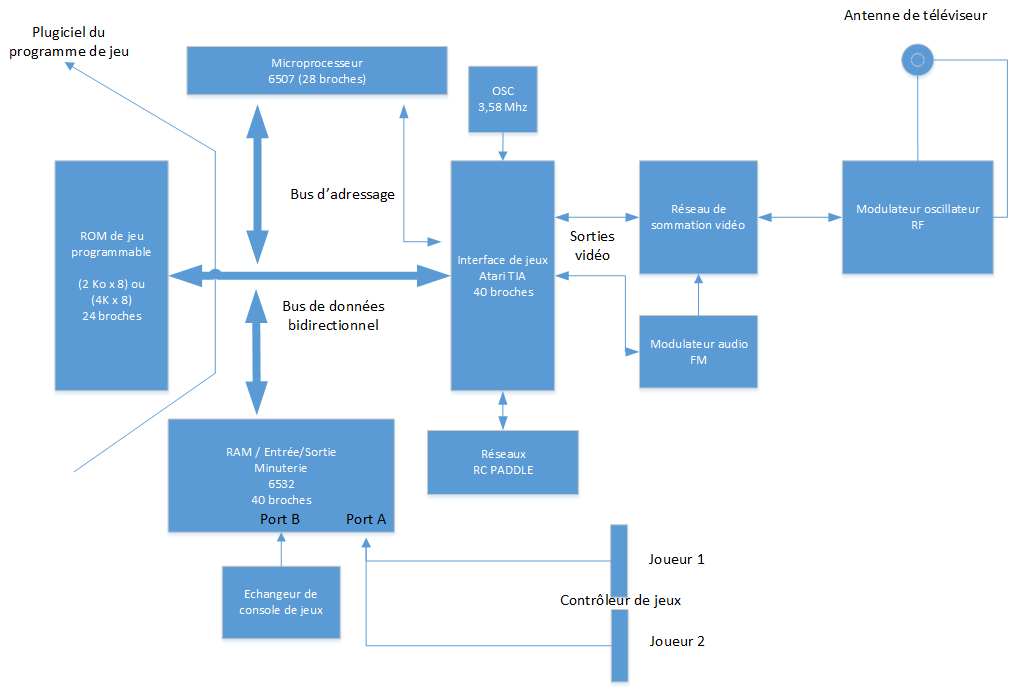 Antenne de téléviseur
Plugiciel du
programme de jeu
Microprocesseur
6507 (28 broches)
OSC
3,58 Mhz
Bus d’adressage
ROM de jeu
programmable
(2 Ko x 8) ou
(4K x 8)
24 broches
Interface de jeux
Atari TIA
40 broches
Sorties
vidéo
Réseau de
sommation vidéo
Modulateur oscillateur
RF
Bus de données
bidirectionnel
Modulateur audio
FM
RAM / Entrée/Sortie
Minuterie
6532
40 broches
Port B
Port A
Réseaux
RC PADDLE
Echangeur de
console de jeux
Joueur 1
Contrôleur de jeux
Joueur 2